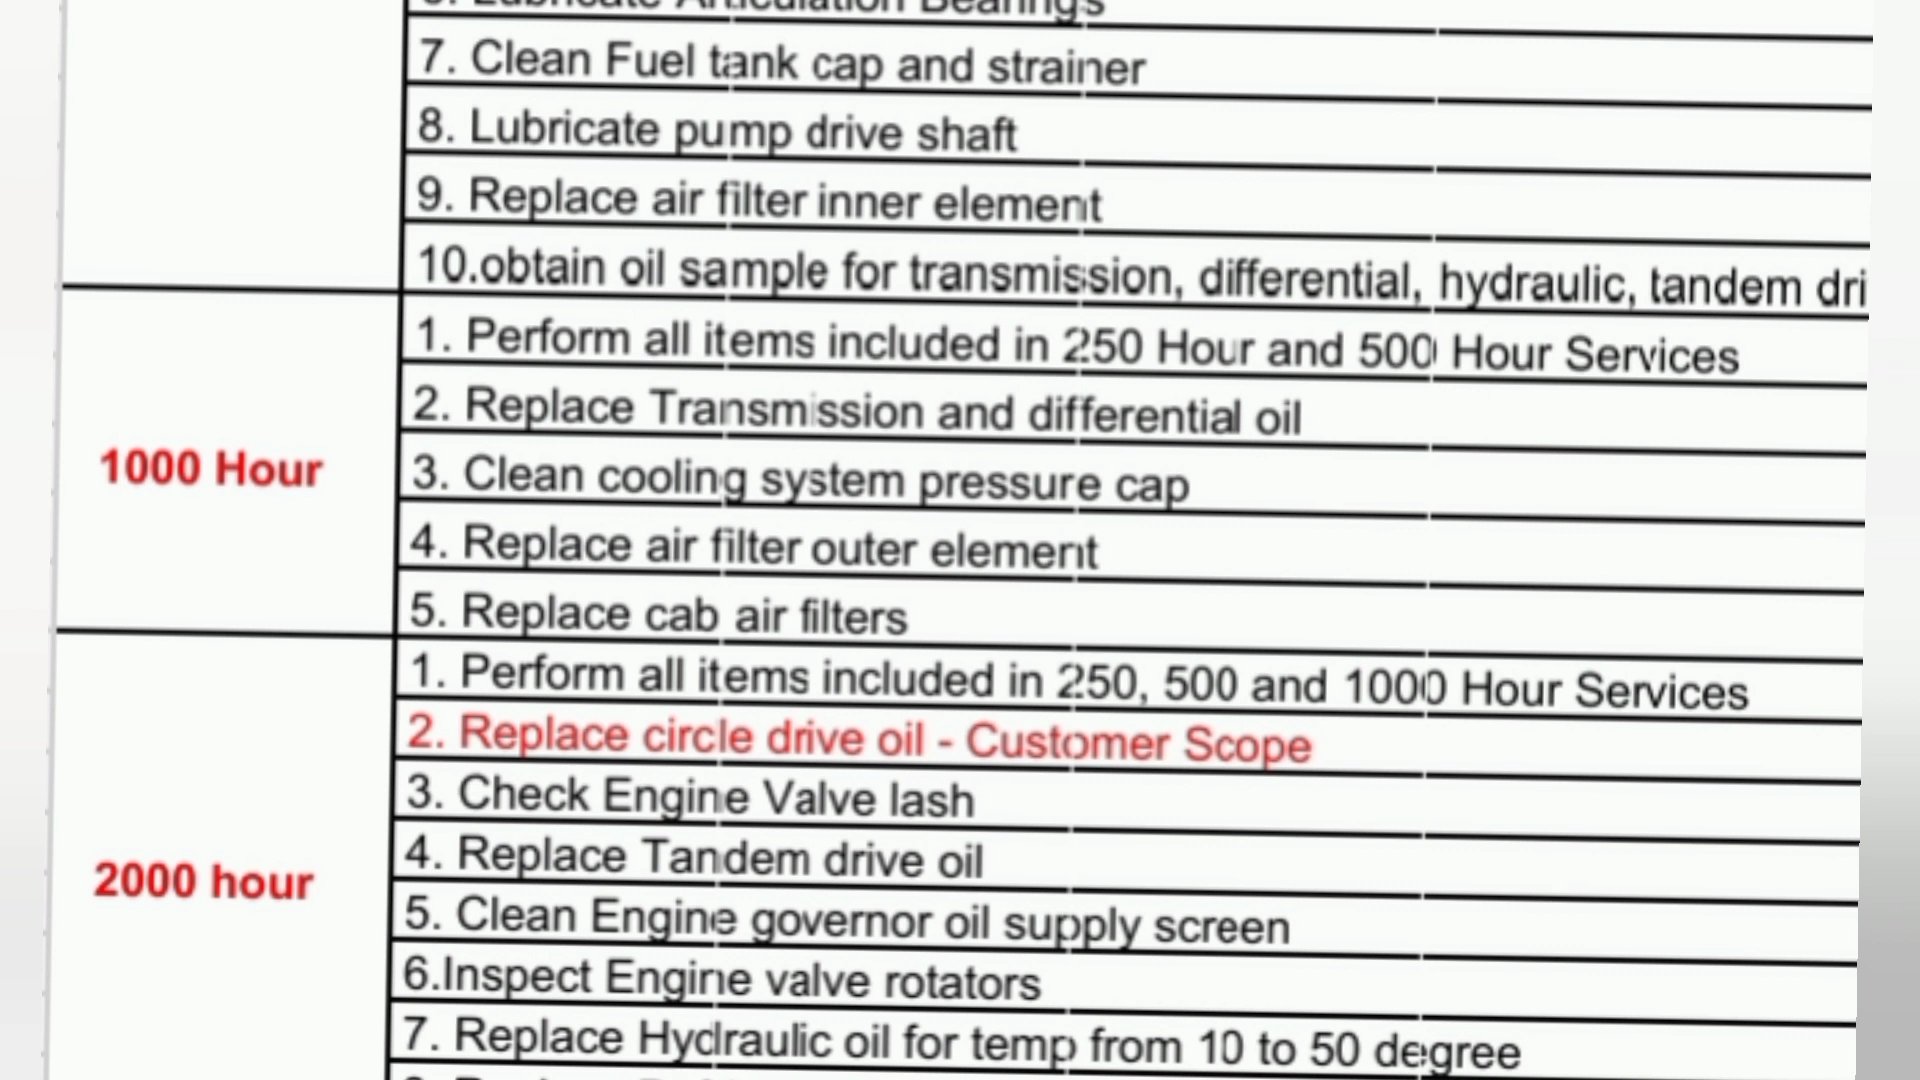 Lubricate Articulation Bearings
7. Clean Fuel tank cap and strainer
8. Lubricate pump drive shaft
9. Replace air filter inner element
10.obtain oil sample for transmission, differential, hydraulic, tandem dri
1000 Hour
1. Perform all items included in 250 Hour and 500 Hour Services
2. Replace Transmission and differential oil
3. Clean cooling system pressure cap
4. Replace air filter outer element
5. Replace cab air filters
2000 hour
1. Perform all items included in 250, 500 and 1000 Hour Services
2. Replace circle drive oil - Customer Scope
3. Check Engine Valve lash
4. Replace Tandem drive oil
5. Clean Engine governor oil supply screen
6.Inspect Engine valve rotators
7. Replace Hydraulic oil for temp from 10 to 50 degree